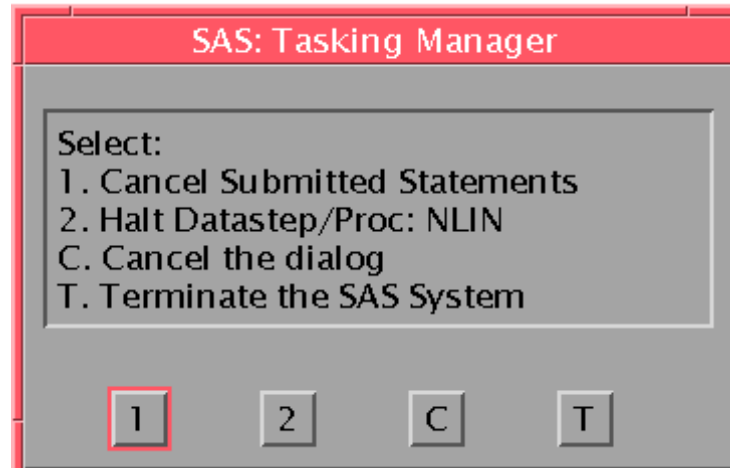 SAS: Tasking Manager
Select:
1. Cancel Submitted Statements
2. Halt Datastep/Proc: NLIN
C. Cancel the dialog
T. Terminate the SAS System
1 2 C T